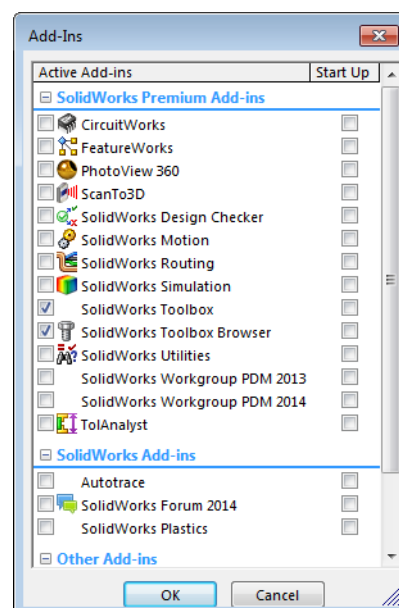 Add-Ins
Active Add-ins Start Up
SolidWorks Premium Add-ins
CircuitWorks
FeatureWorks
PhotoView 360
ScanTo3D
SolidWorks Design Checker
SolidWorks Motion
SolidWorks Routing
SolidWorks Simulation
SolidWorks Toolbox
SolidWorks Toolbox Browser
SolidWorks Utilities
SolidWorks Workgroup PDM 2013
SolidWorks Workgroup PDM 2014
TolAnalyst
SolidWorks Add-ins
Autotrace
SolidWorks Forum 2014
SolidWorks Plastics
Other Add-ins
OK Cancel